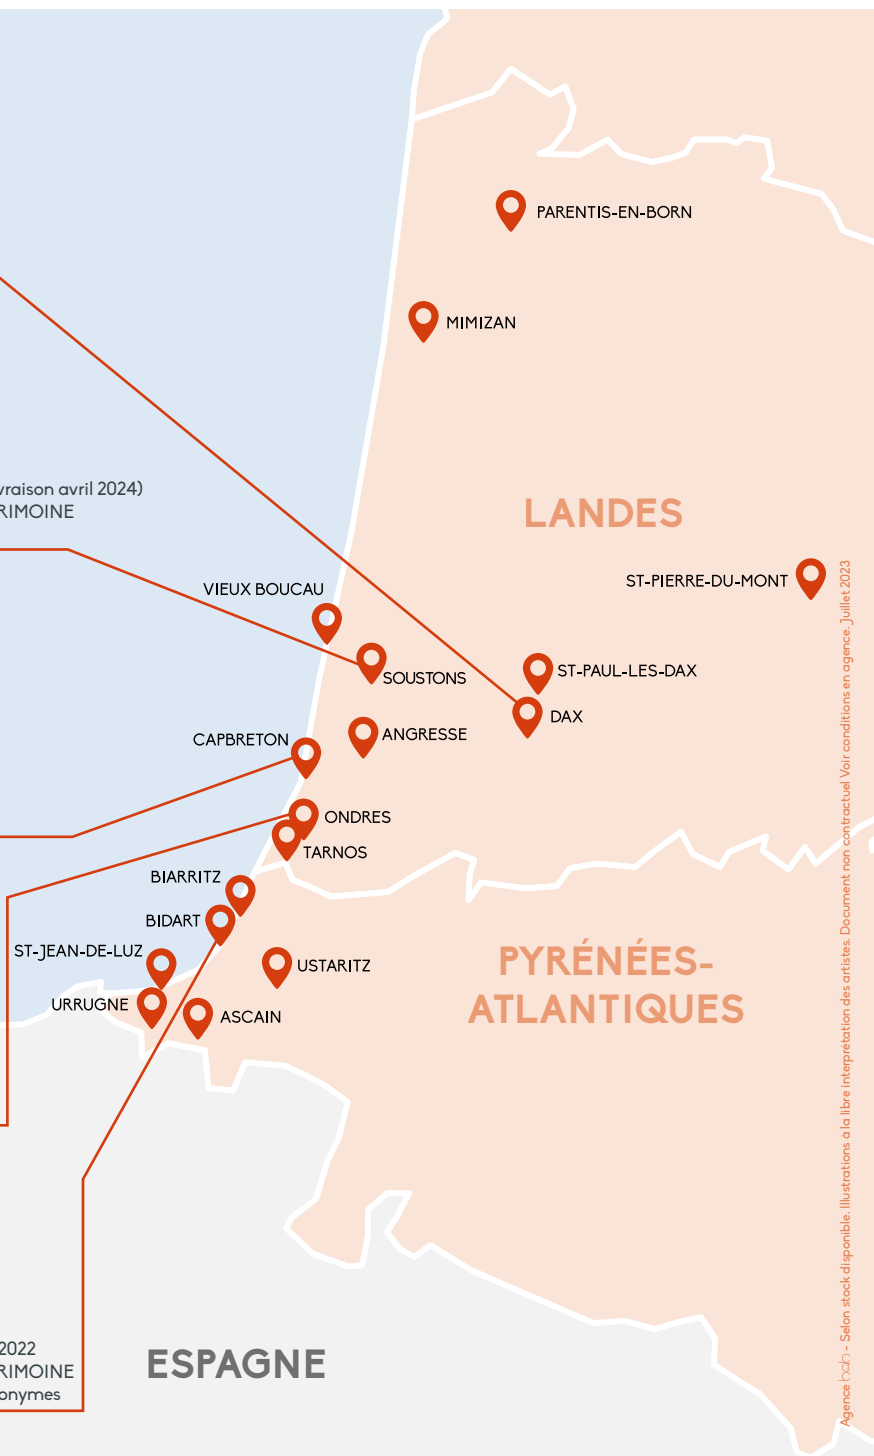 PARENTIS-EN-BORN
MIMIZAN
vraison avril 2024)
RIMOINE
LANDES
ST-PIERRE-DU-MONT
VIEUX BOUCAU
SOUSTONS
ST-PAUL-LES-DAX
DAX
CAPBRETON
ANGRESSE
ONDRES
TARNOS
BIARRITZ
BIDART
ST-JEAN-DE-LUZ
USTARITZ
URRUGNE
ASCAIN
PYRÉNÉES-
ATLANTIQUES
2022
RIMOINE
onymes
ESPAGNE
Agence hah - Selon stock disponible. Illustrations à la libre interprétation des artistes. Document non contractuel Voir conditions en agence. Juillet 2023